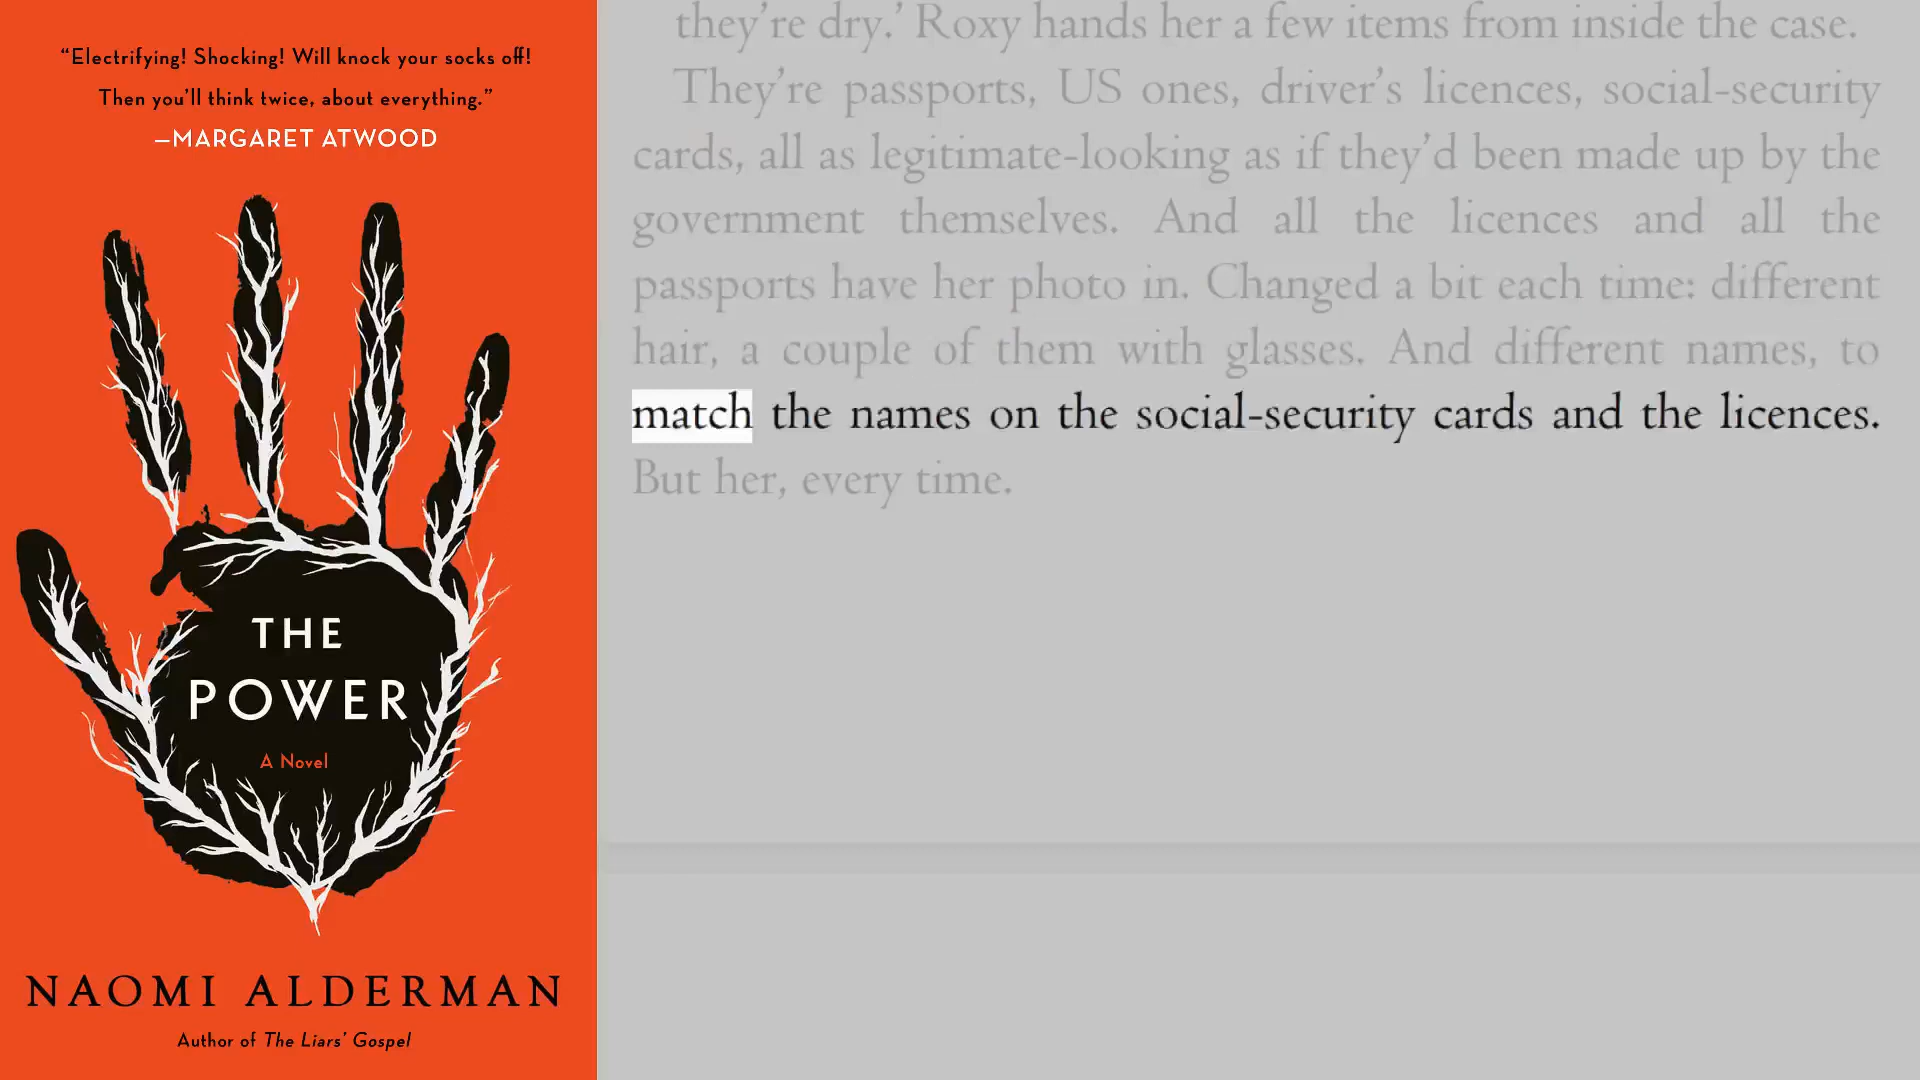 “Electrifying! Shocking! Will knock your socks off!
Then you’ll think twice, about everything.”
—MARGARET ATWOOD
THE
POWER
A Novel
NAOMI ALDERMAN
Author of The Liars’ Gospel
they’re dry.’ Roxy hands her a few items from inside the case.
They’re passports, US ones, driver’s licences, social-security
cards, all as legitimate-looking as if they’d been made up by the
government themselves. And all the licences and all the
passports have her photo in. Changed a bit each time: different
hair, a couple of them with glasses. And different names, to
match the names on the social-security cards and the licences.
But her, every time.